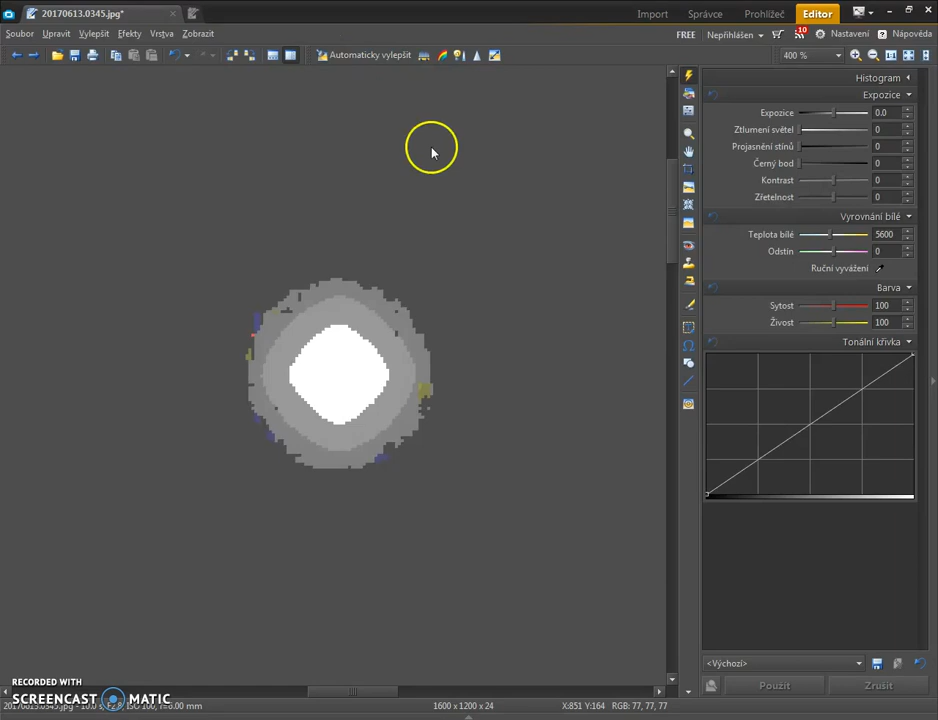 20170613.0345.jpg*
Import Správce Prohlížeč Editor
Soubor Upravit Vylepšit Efekty Vrstva Zobrazit
FREE Nepřihlášen 10 Nastavení Nápověda
Automaticky vylepšit
400 %
Histogram
Expozice
Expozice 0.0
Ztlumení světel 0
Projasnění stínů 0
Černý bod 0
Kontrast 0
Zřetelnost 0
Vyrovnání bílé
Teplota bílé 5600
Odstín 0
Ruční vyvážení
Barva
Sytost 100
Živost 100
Tonální křivka
<Výchozí>
Použít Zrušit
RECORDED WITH
SCREENCAST MATIC
1600 x 1200 x 24 X:851 Y:164 RGB: 77, 77, 77